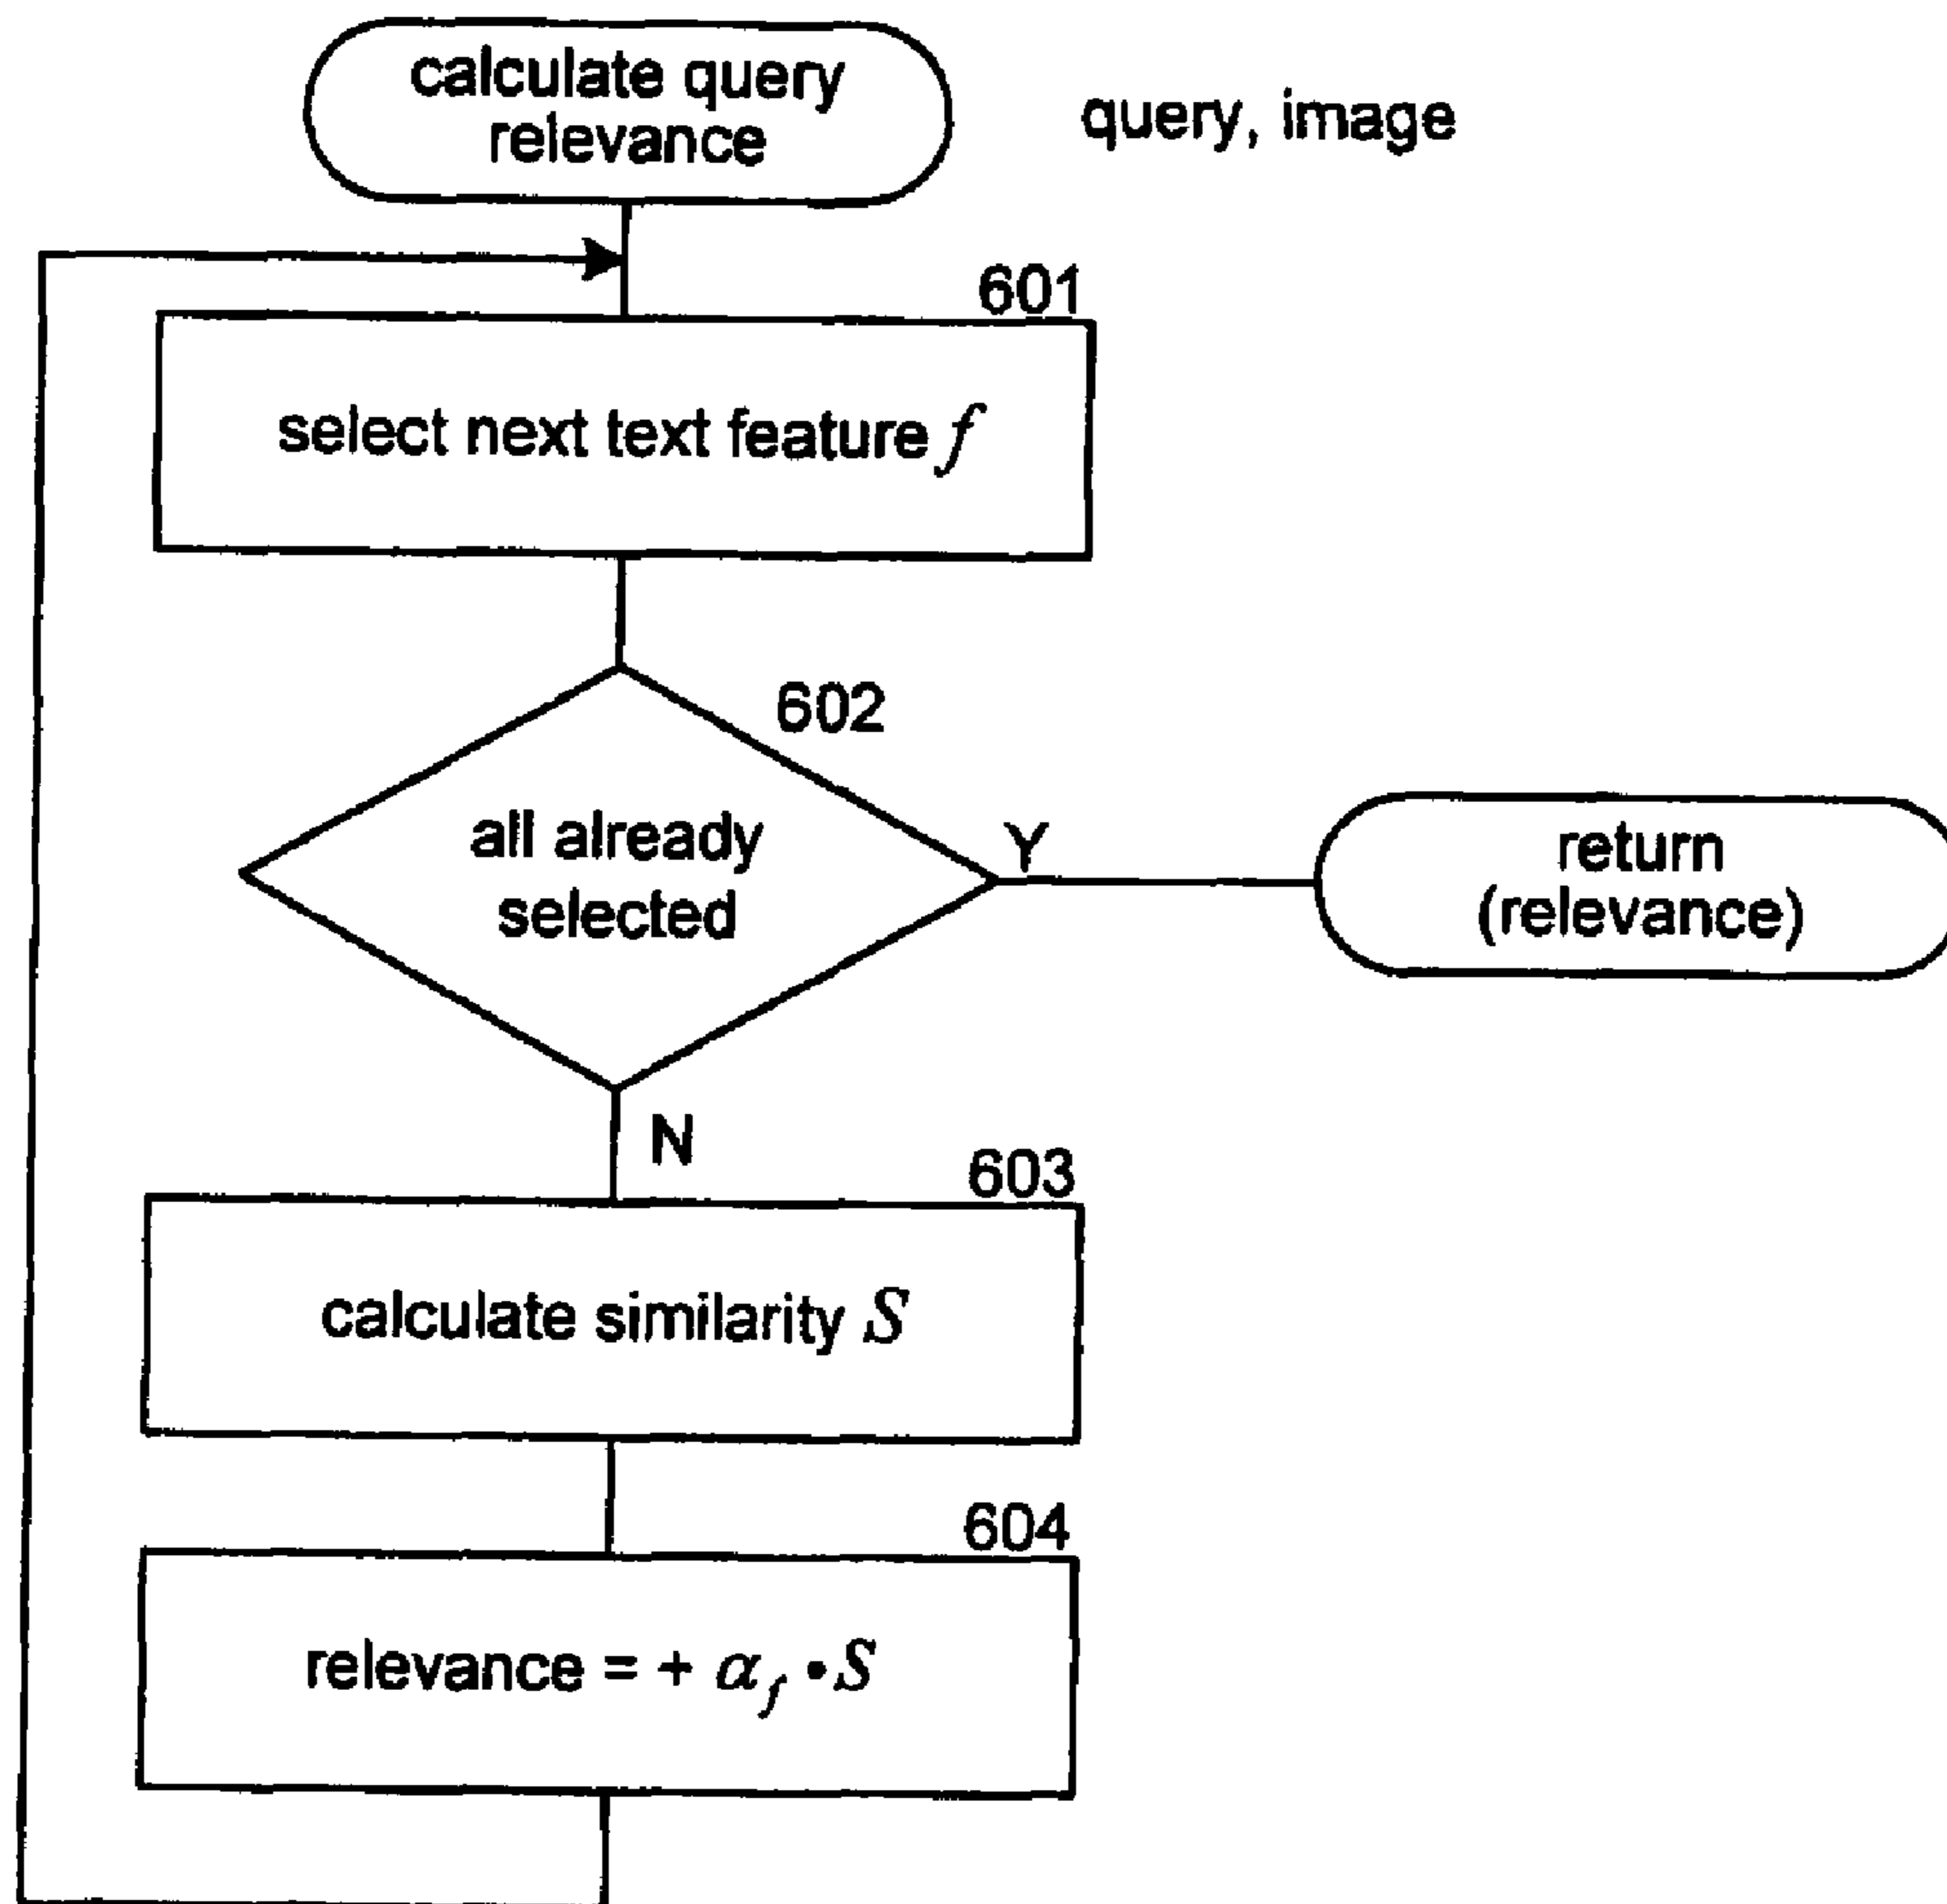 calculate query
relevance
query, image
601
select next text feature f
602
all already
selected
Y
return
(relevance)
N
603
calculate similarity S
604
relevance = + α_f • S